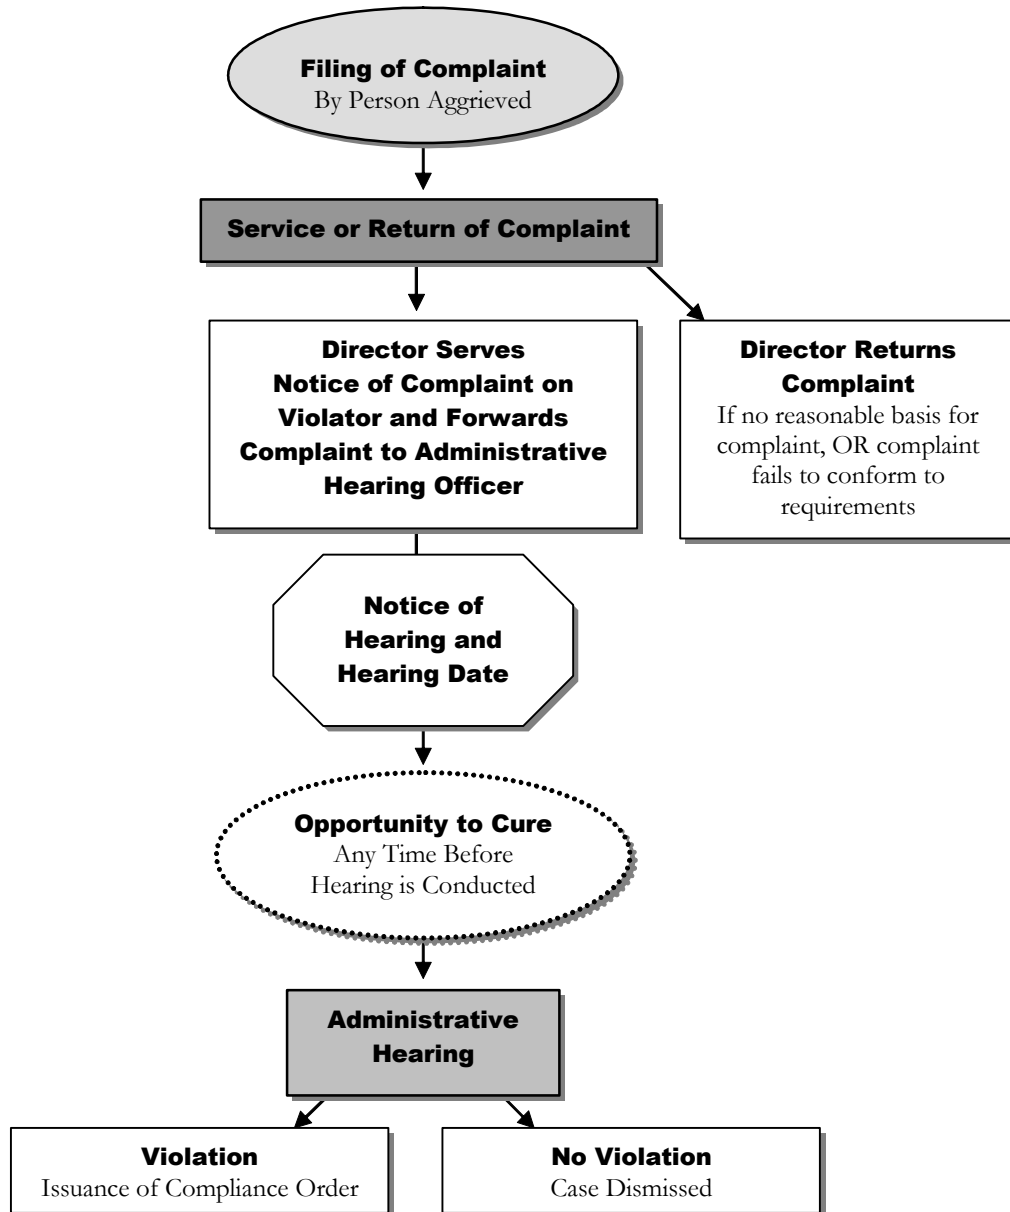 Filing of Complaint
By Person Aggrieved
Service or Return of Complaint
Director Serves
Notice of Complaint on
Violator and Forwards
Complaint to Administrative
Hearing Officer
Director Returns
Complaint
If no reasonable basis for
complaint, OR complaint
fails to conform to
requirements
Notice of
Hearing and
Hearing Date
Opportunity to Cure
Any Time Before
Hearing is Conducted
Administrative
Hearing
Violation
Issuance of Compliance Order
No Violation
Case Dismissed